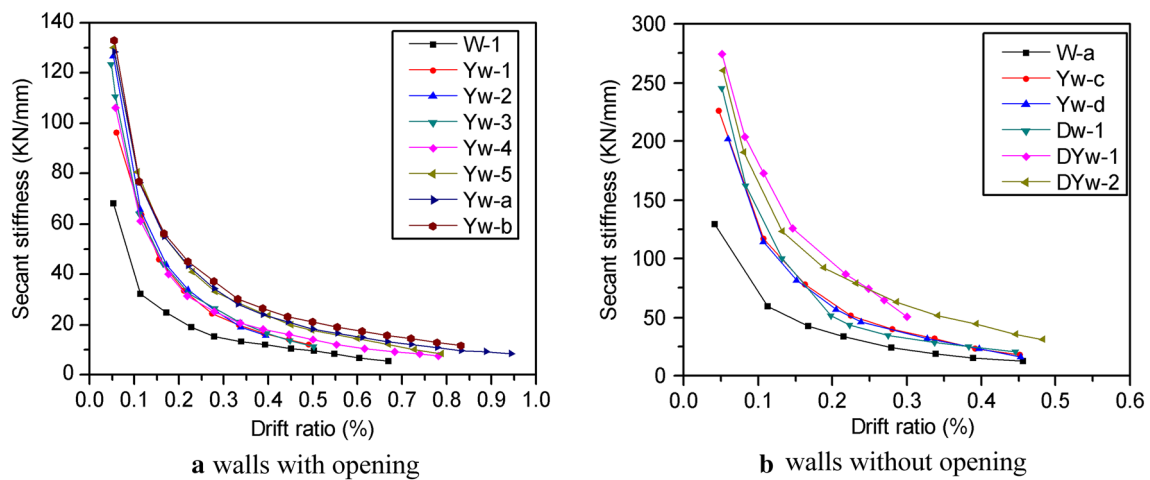 140
120
100
80
60
40
20
0
Secant stiffness (KN/mm)
0.0 0.1 0.2 0.3 0.4 0.5 0.6 0.7 0.8 0.9 1.0
Drift ratio (%)
W-1
Yw-1
Yw-2
Yw-3
Yw-4
Yw-5
Yw-a
Yw-b
a walls with opening
300
250
200
150
100
50
0
Secant stiffness (KN/mm)
0.0 0.1 0.2 0.3 0.4 0.5 0.6
Drift ratio (%)
W-a
Yw-c
Yw-d
Dw-1
DYw-1
DYw-2
b walls without opening